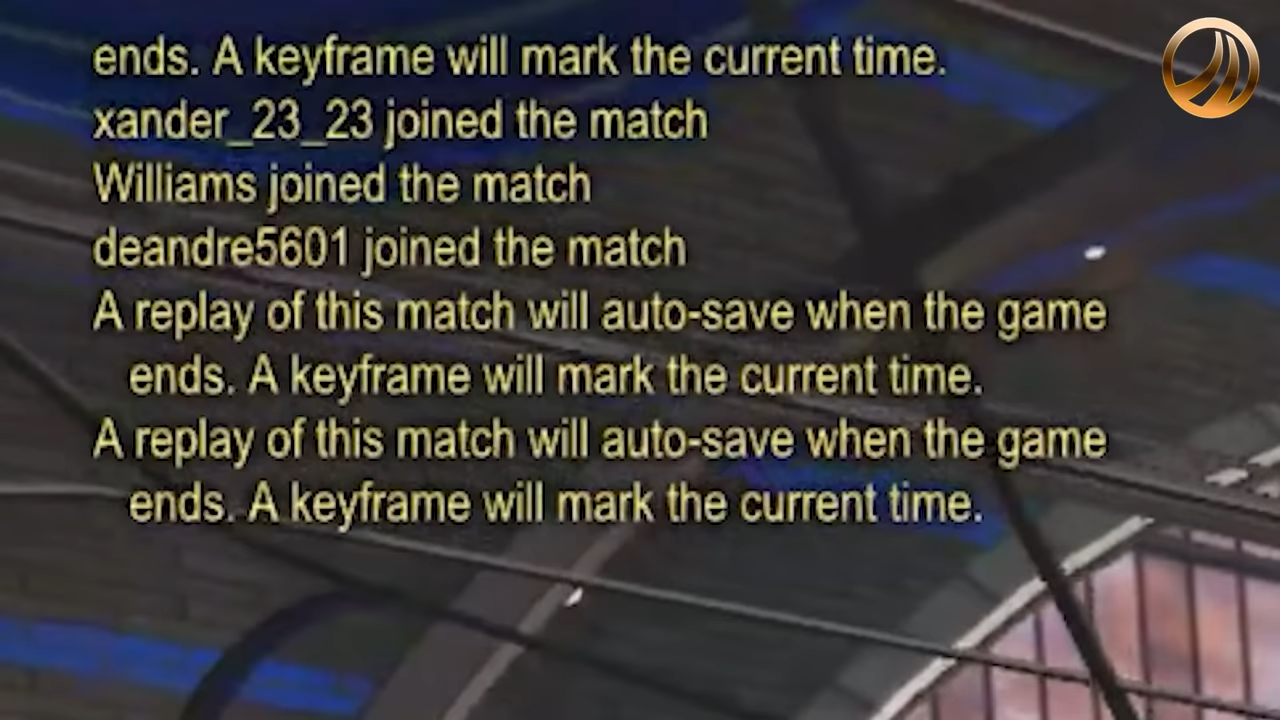 ends. A keyframe will mark the current time.
xander_23_23 joined the match
Williams joined the match
deandre5601 joined the match
A replay of this match will auto-save when the game
ends. A keyframe will mark the current time.
A replay of this match will auto-save when the game
ends. A keyframe will mark the current time.